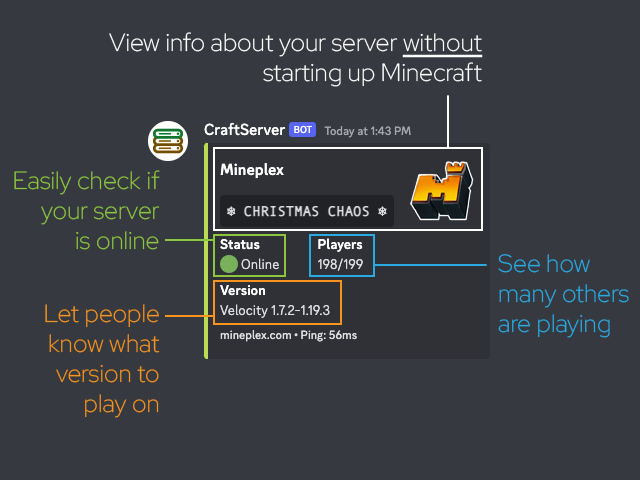 View info about your server without
starting up Minecraft
CraftServer BOT Today at 1:43 PM
Mineplex
❄ CHRISTMAS CHAOS ❄
Easily check if
your server
is online
Status
Online
Players
198/199
See how
many others
are playing
Version
Velocity 1.7.2-1.19.3
mineplex.com • Ping: 56ms
Let people
know what
version to
play on